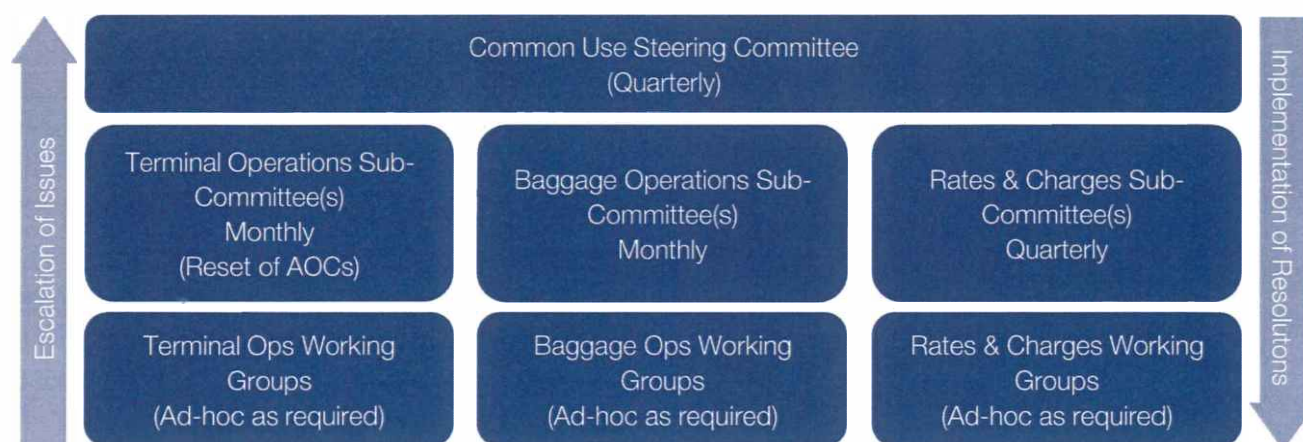 Escalation of Issues
Common Use Steering Committee
(Quarterly)
Terminal Operations Sub-
Committee(s)
Monthly
(Reset of AOCs)
Baggage Operations Sub-
Committee(s)
Monthly
Rates & Charges Sub-
Committee(s)
Quarterly
Terminal Ops Working
Groups
(Ad-hoc as required)
Baggage Ops Working
Groups
(Ad-hoc as required)
Rates & Charges Working
Groups
(Ad-hoc as required)
Implementation of Resolutons